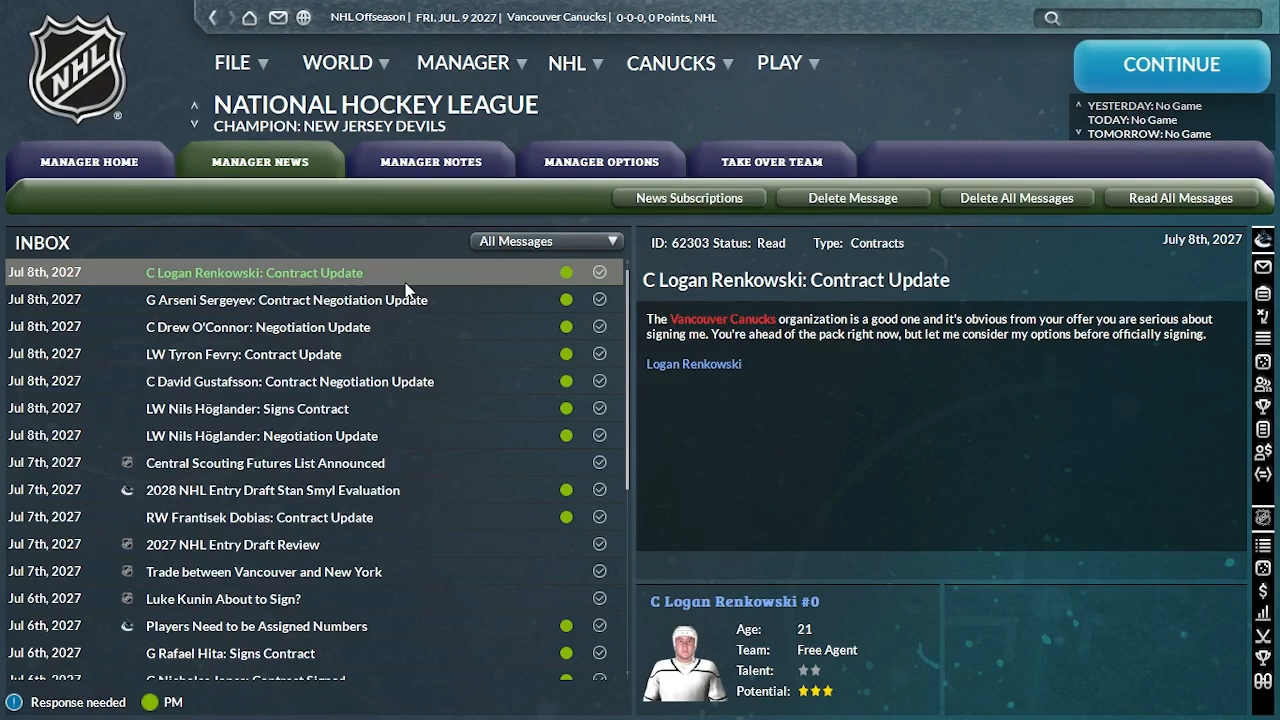 NHL Offseason | FRI. JUL. 9 2027 | Vancouver Canucks | 0-0-0, 0 Points, NHL
FILE WORLD MANAGER NHL CANUCKS PLAY
CONTINUE
NHL
NATIONAL HOCKEY LEAGUE
CHAMPION: NEW JERSEY DEVILS
YESTERDAY: No Game
TODAY: No Game
TOMORROW: No Game
MANAGER HOME MANAGER NEWS MANAGER NOTES MANAGER OPTIONS TAKE OVER TEAM
News Subscriptions Delete Message Delete All Messages Read All Messages
INBOX All Messages
Jul 8th, 2027 C Logan Renkowski: Contract Update
Jul 8th, 2027 G Arseni Sergeyev: Contract Negotiation Update
Jul 8th, 2027 C Drew O'Connor: Negotiation Update
Jul 8th, 2027 LW Tyron Fevry: Contract Update
Jul 8th, 2027 C David Gustafsson: Contract Negotiation Update
Jul 8th, 2027 LW Nils Höglander: Signs Contract
Jul 8th, 2027 LW Nils Höglander: Negotiation Update
Jul 7th, 2027 Central Scouting Futures List Announced
Jul 7th, 2027 2028 NHL Entry Draft Stan Smyl Evaluation
Jul 7th, 2027 RW Frantisek Dobias: Contract Update
Jul 7th, 2027 2027 NHL Entry Draft Review
Jul 7th, 2027 Trade between Vancouver and New York
Jul 6th, 2027 Luke Kunin About to Sign?
Jul 6th, 2027 Players Need to be Assigned Numbers
Jul 6th, 2027 G Rafael Hita: Signs Contract
Response needed PM
ID: 62303 Status: Read Type: Contracts July 8th, 2027
C Logan Renkowski: Contract Update
The Vancouver Canucks organization is a good one and it's obvious from your offer you are serious about
signing me. You're ahead of the pack right now, but let me consider my options before officially signing.
Logan Renkowski
C Logan Renkowski #0
Age: 21
Team: Free Agent
Talent:
Potential: